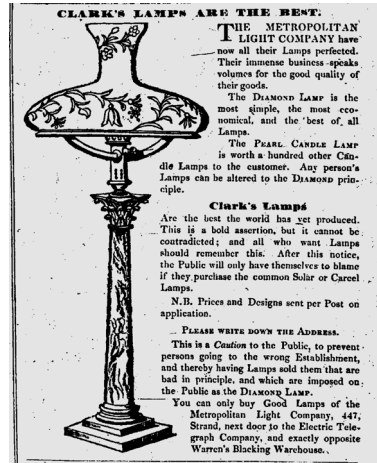 CLARK'S LAMPS ARE THE BEST.
THE METROPOLITAN
LIGHT COMPANY have
now all their Lamps perfected.
Their immense business speaks
volumes for the good quality of
their goods.
The DIAMOND LAMP is the
most simple, the most eco-
nomical, and the best of all
Lamps.
The PEARL CANDLE LAMP
is worth a hundred other Can-
dle Lamps to the customer. Any person's
Lamps can be altered to the DIAMOND prin-
ciple.
Clark's Lamps
Are the best the world has yet produced.
This is a bold assertion, but it cannot be
contradicted; and all who want Lamps
should remember this. After this notice,
the Public will only have themselves to blame
if they purchase the common Solar or Carcel
Lamps.
N.B. Prices and Designs sent per Post on
application.
PLEASE WRITE DOWN THE ADDRESS.
This is a Caution to the Public, to prevent
persons going to the wrong Establishment,
and thereby having Lamps sold them that are
bad in principle, and which are imposed on
the Public as the DIAMOND LAMP.
You can only buy Good Lamps of the
Metropolitan Light Company, 447,
Strand, next door to the Electric Tele-
graph Company, and exactly opposite
Warren's Blacking Warehouse.